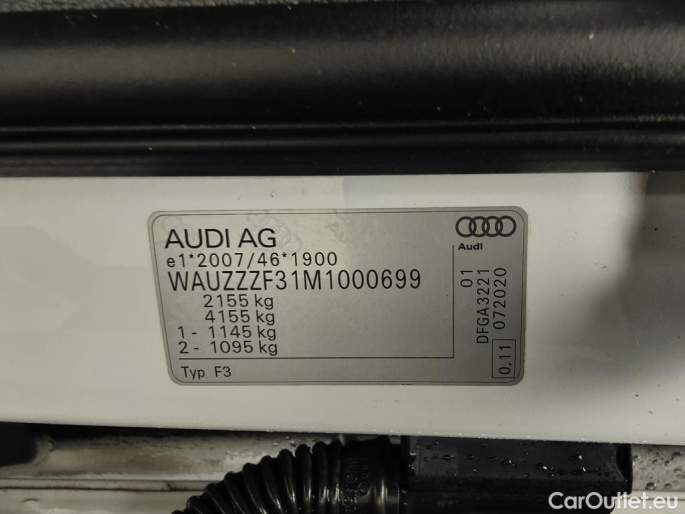 AUDI AG
Audi
e1*2007/46*1900
WAUZZZF31M1000699
2155 kg
4155 kg
1 - 1145 kg
2 - 1095 kg
Typ F3
01
DFGA3221
072020
0,11
CarOutlet.eu